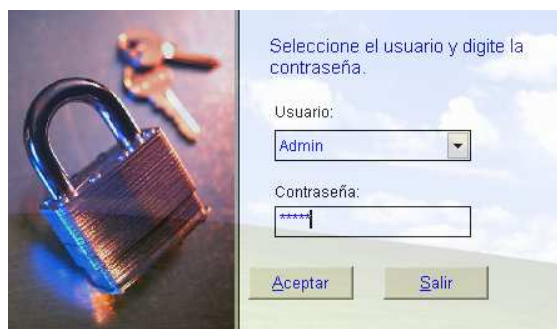 Seleccione el usuario y digite la
contraseña.
Usuario:
Admin
Contraseña:
*****
Aceptar
Salir